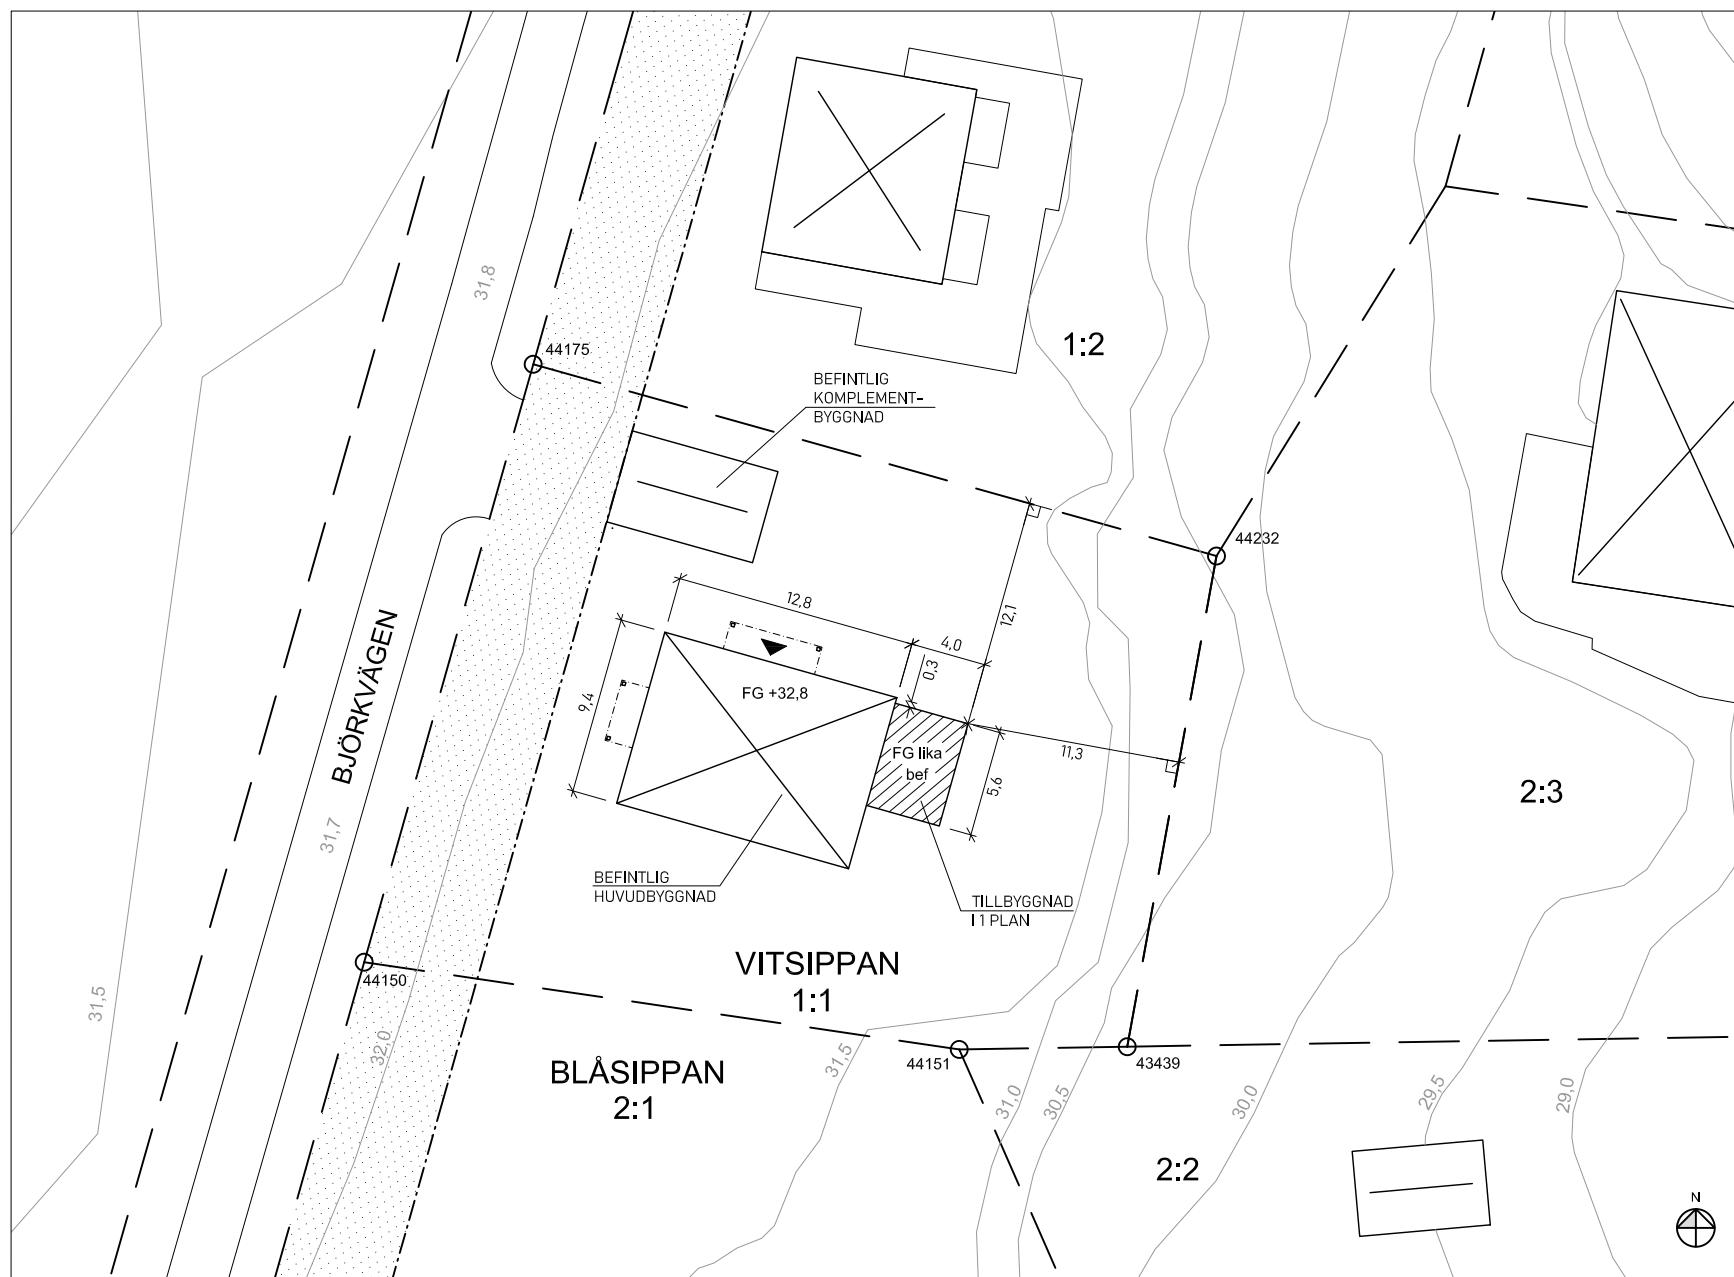 31,8
44175
1:2
BEFINTLIG
KOMPLEMENT-
BYGGNAD
44232
12,8
4,0
12,1
0,3
9,4
FG +32,8
BJÖRKVÄGEN
FG lika
bef
11,3
5,6
2:3
31,7
BEFINTLIG
HUVUDBYGGNAD
TILLBYGGNAD
I 1 PLAN
VITSIPPAN
1:1
44150
31,5
32,0
BLÅSIPPAN
2:1
31,5
44151
43439
31,0
30,5
30,0
29,5
29,0
2:2
N